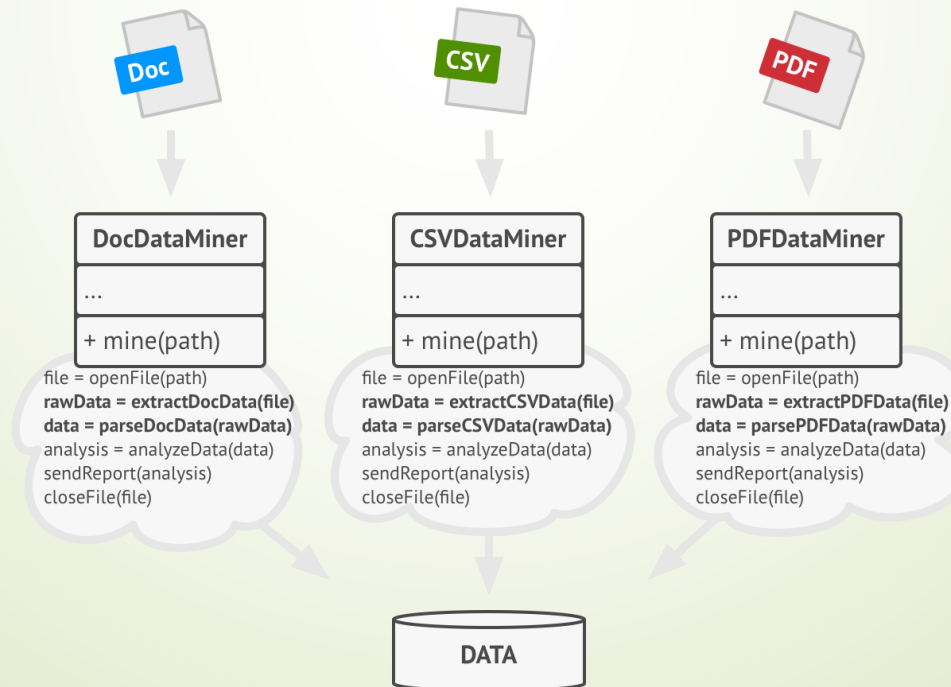 Doc
CSV
PDF
DocDataMiner
...
+ mine(path)
file = openFile(path)
rawData = extractDocData(file)
data = parseDocData(rawData)
analysis = analyzeData(data)
sendReport(analysis)
closeFile(file)
CSVDataMiner
...
+ mine(path)
file = openFile(path)
rawData = extractCSVData(file)
data = parseCSVData(rawData)
analysis = analyzeData(data)
sendReport(analysis)
closeFile(file)
PDFDataMiner
...
+ mine(path)
file = openFile(path)
rawData = extractPDFData(file)
data = parsePDFData(rawData)
analysis = analyzeData(data)
sendReport(analysis)
closeFile(file)
DATA